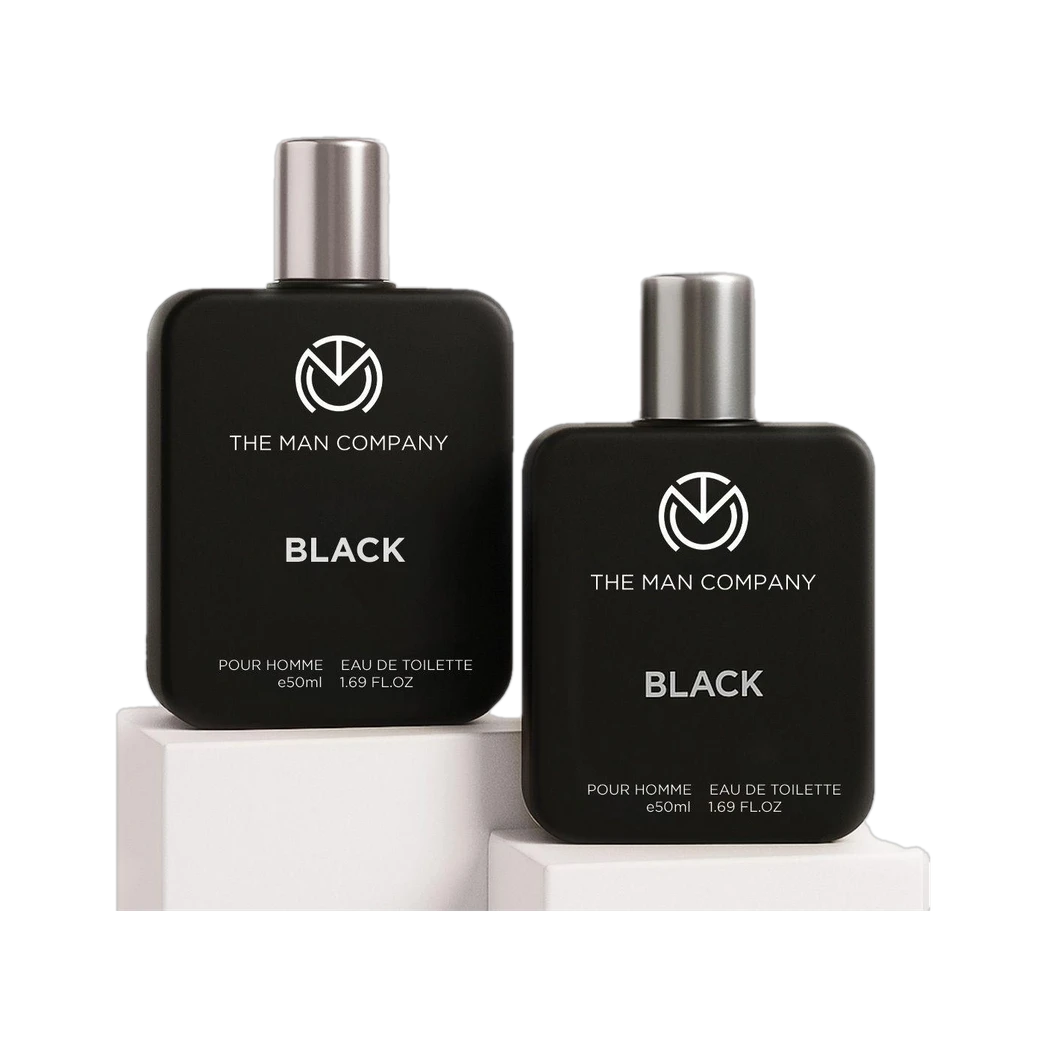 THE MAN COMPANY
BLACK
POUR HOMME EAU DE TOILETTE
e50ml 1.69 FL.OZ
THE MAN COMPANY
BLACK
POUR HOMME EAU DE TOILETTE
e50ml 1.69 FL.OZ